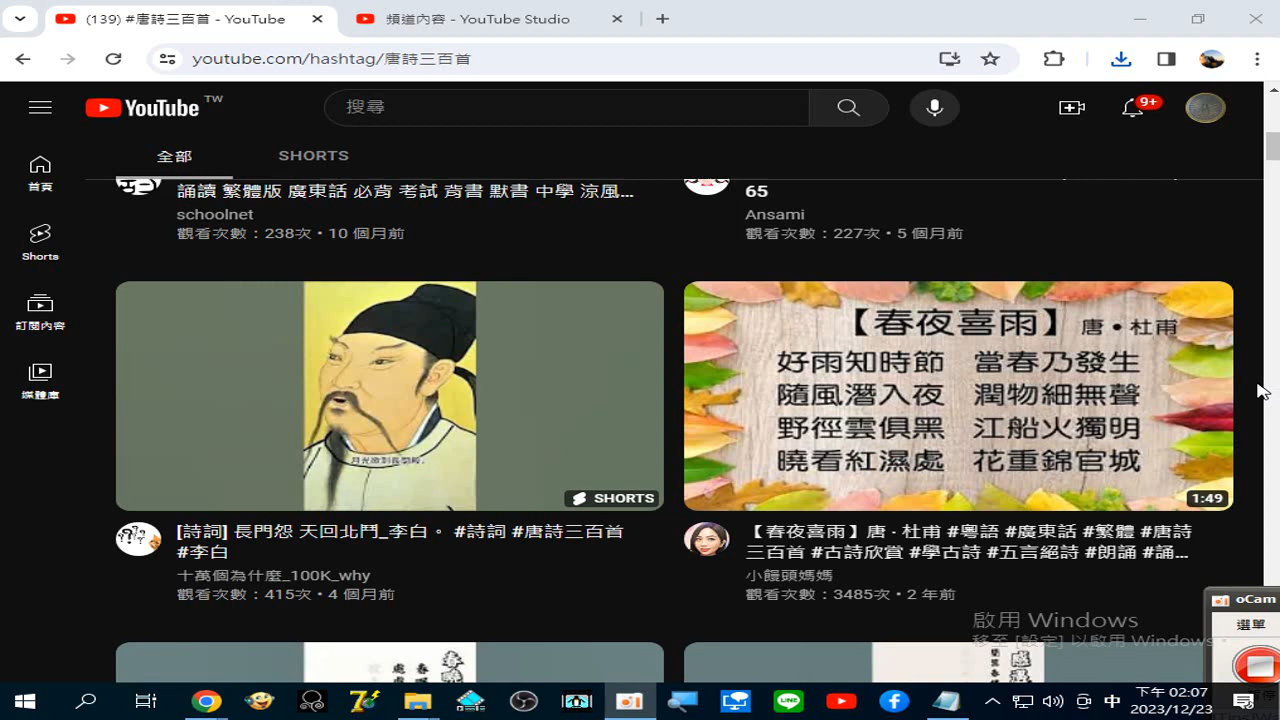 (139) #唐詩三百首 - YouTube
頻道內容 - YouTube Studio
youtube.com/hashtag/唐詩三百首
YouTube TW
搜尋
9+
全部
SHORTS
首頁
Shorts
訂閱內容
媒體庫
誦讀 繁體版 廣東話 必背 考試 背書 默書 中學 涼風...
schoolnet
觀看次數：238次 • 10 個月前
65
Ansami
觀看次數：227次 • 5 個月前
SHORTS
[詩詞] 長門怨 天回北鬥_李白。 #詩詞 #唐詩三百首
#李白
十萬個為什麼_100K_why
觀看次數：415次 • 4 個月前
【春夜喜雨】 唐 • 杜甫
好雨知時節 當春乃發生
隨風潛入夜 潤物細無聲
野徑雲俱黑 江船火獨明
曉看紅濕處 花重錦官城
1:49
【春夜喜雨】唐 · 杜甫 #粵語 #廣東話 #繁體 #唐詩
三百首 #古詩欣賞 #學古詩 #五言絕詩 #朗誦 #誦...
小饅頭媽媽
觀看次數：3485次 • 2 年前
啟用 Windows
移至 [設定] 以啟用 Windows。
oCam
選單
中
下午 02:07
2023/12/23